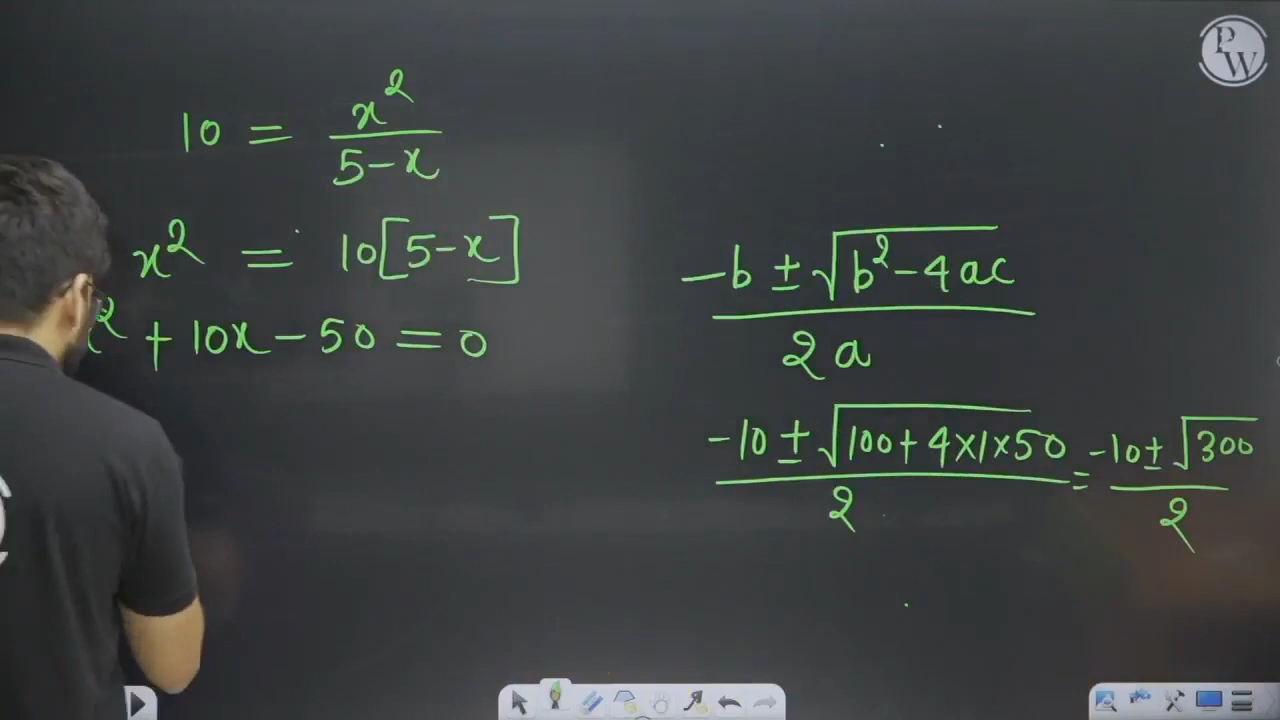 PW
10 = x²/(5-x)
x² = 10[5-x]
x² + 10x - 50 = 0
(-b ± √(b² - 4ac))/(2a)
(-10 ± √(100 + 4×1×50))/2 = (-10 ± √300)/2